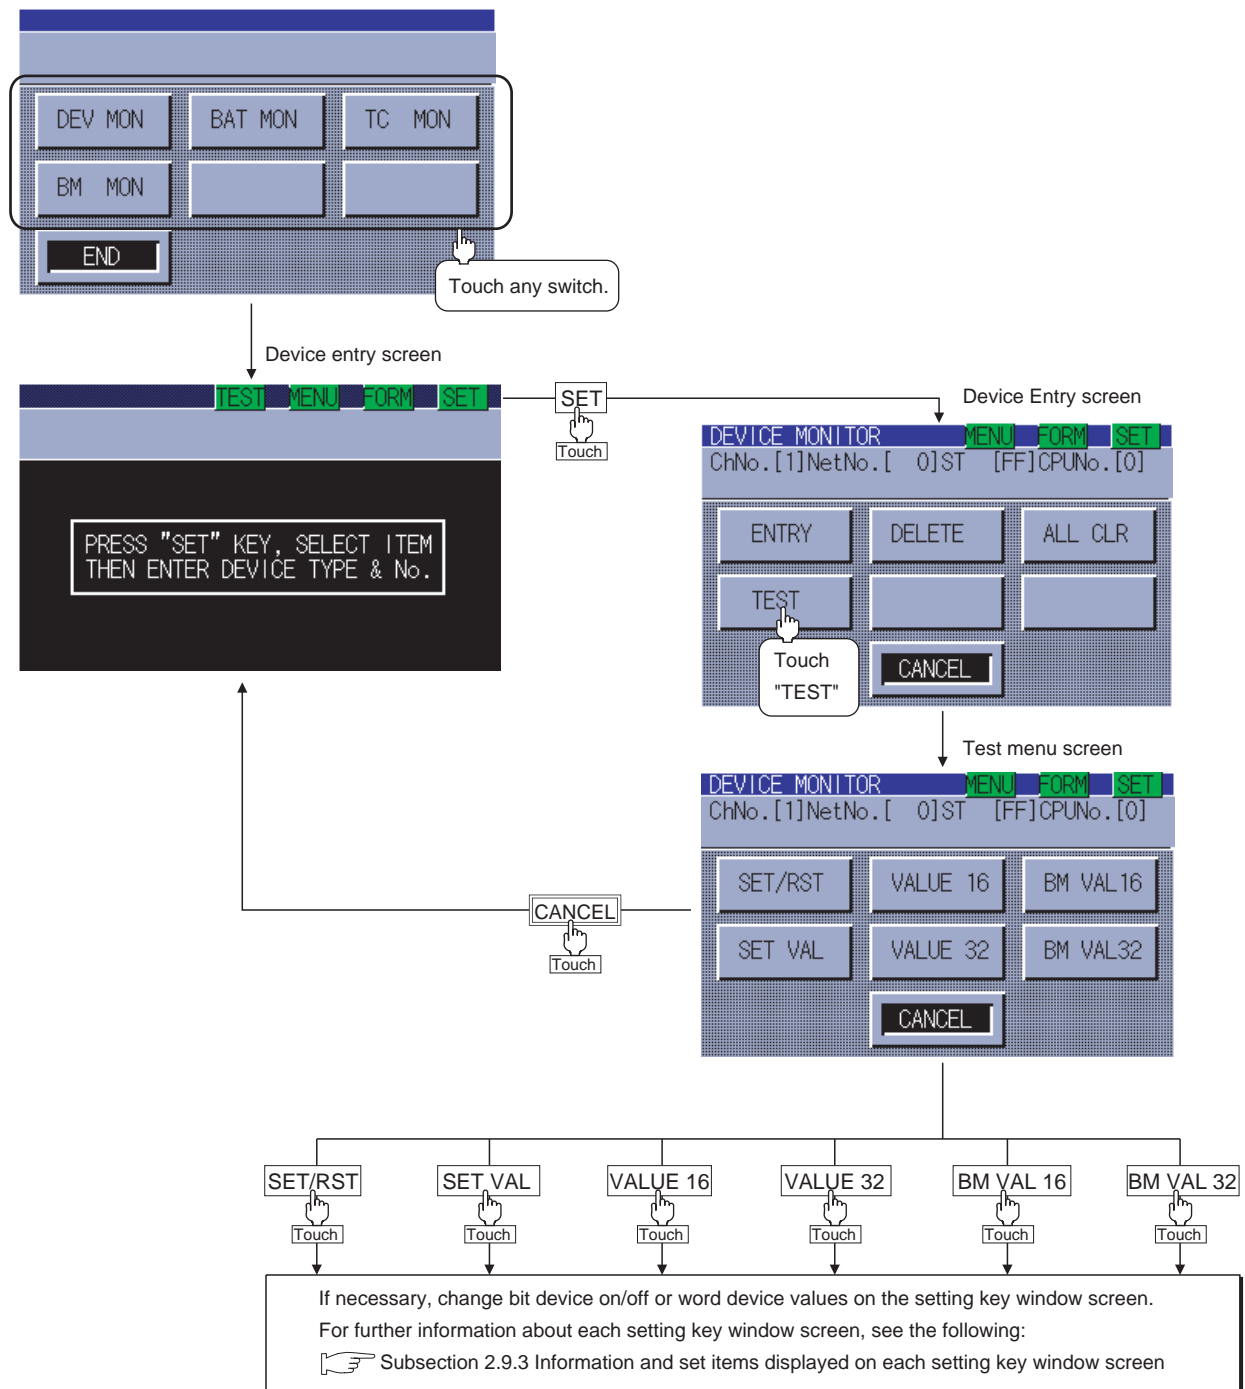 DEV MON BAT MON TC MON
BM MON
END
Touch any switch.
Device entry screen
TEST MENU FORM SET
PRESS "SET" KEY, SELECT ITEM
THEN ENTER DEVICE TYPE & No.
SET
Touch
Device Entry screen
DEVICE MONITOR MENU FORM SET
ChNo.[1]NetNo.[ 0]ST [FF]CPUNo.[0]
ENTRY DELETE ALL CLR
TEST
Touch
"TEST"
CANCEL
Test menu screen
DEVICE MONITOR MENU FORM SET
ChNo.[1]NetNo.[ 0]ST [FF]CPUNo.[0]
SET/RST VALUE 16 BM VAL16
SET VAL VALUE 32 BM VAL32
CANCEL
CANCEL
Touch
SET/RST SET VAL VALUE 16 VALUE 32 BM VAL 16 BM VAL 32
Touch Touch Touch Touch Touch Touch
If necessary, change bit device on/off or word device values on the setting key window screen.
For further information about each setting key window screen, see the following:
Subsection 2.9.3 Information and set items displayed on each setting key window screen